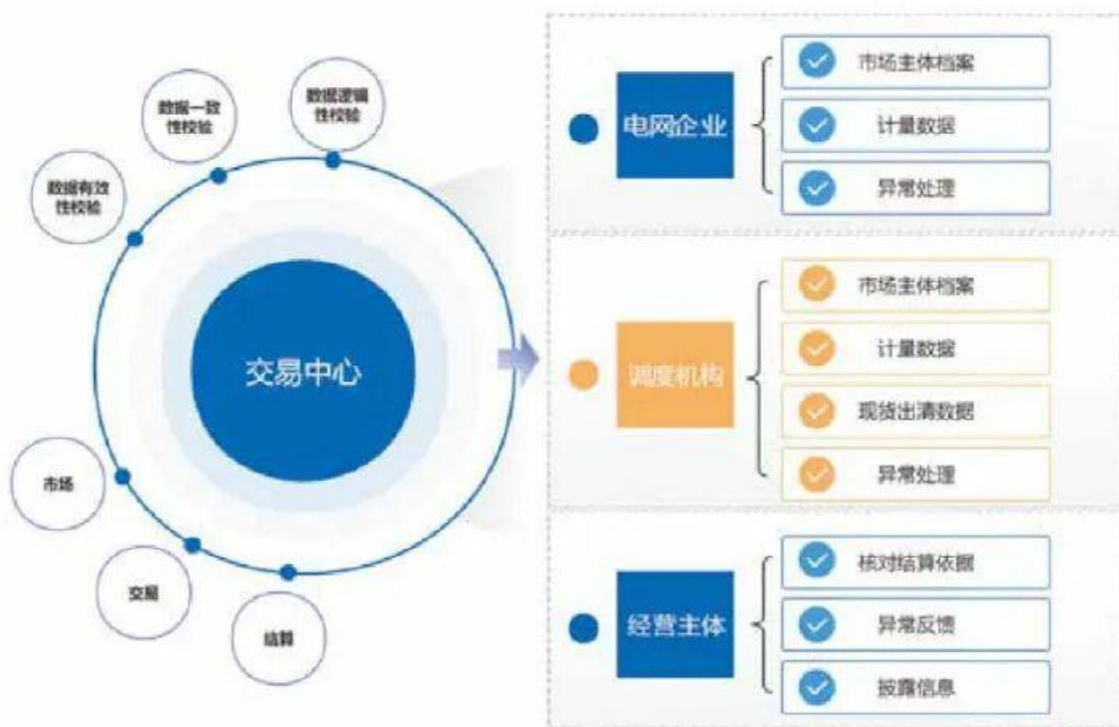 数据一致
性校验
数据逻辑
性校验
数据有效
性校验
交易中心
市场
交易
结算
电网企业
市场主体档案
计量数据
异常处理
调度机构
市场主体档案
计量数据
现货出清数据
异常处理
经营主体
核对结算依据
异常反馈
披露信息